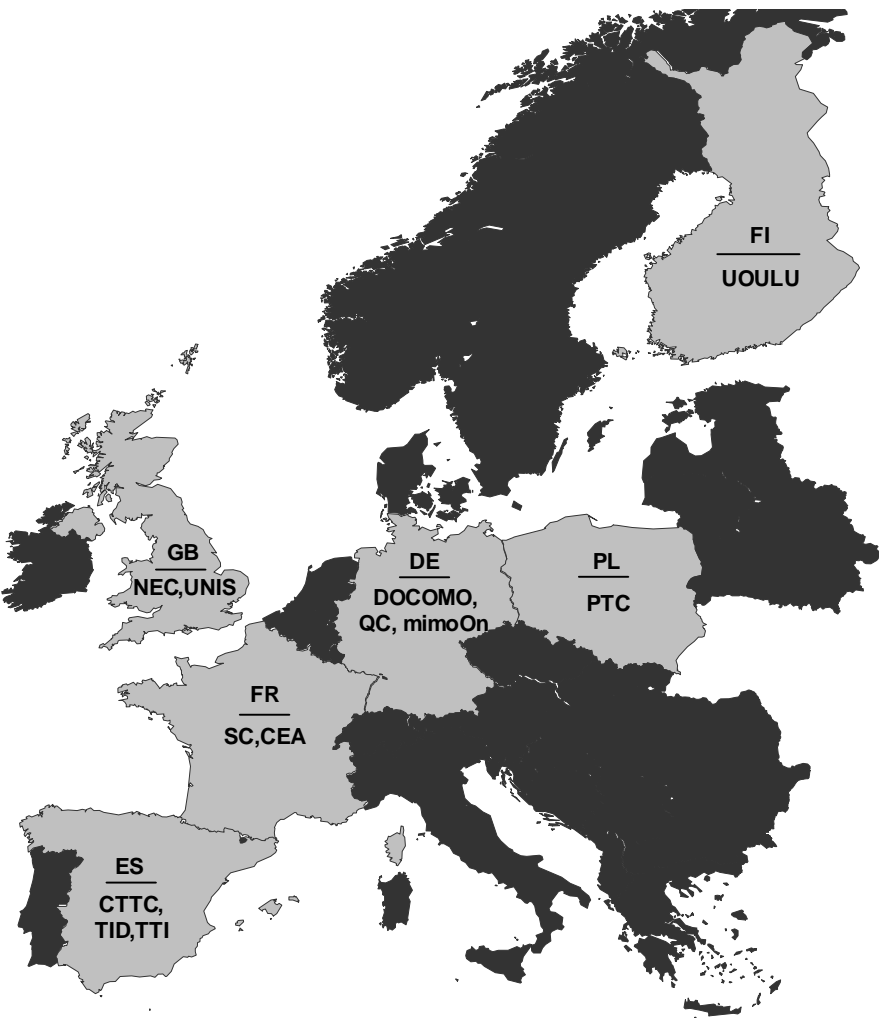 FI
UOULU
GB
NEC,UNIS
DE
DOCOMO,
QC, mimoOn
PL
PTC
FR
SC,CEA
ES
CTTC,
TID,TTI